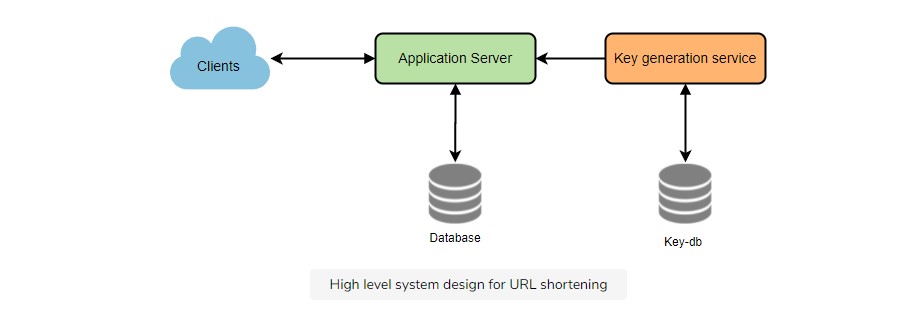 Clients
Application Server
Key generation service
Database
Key-db
High level system design for URL shortening